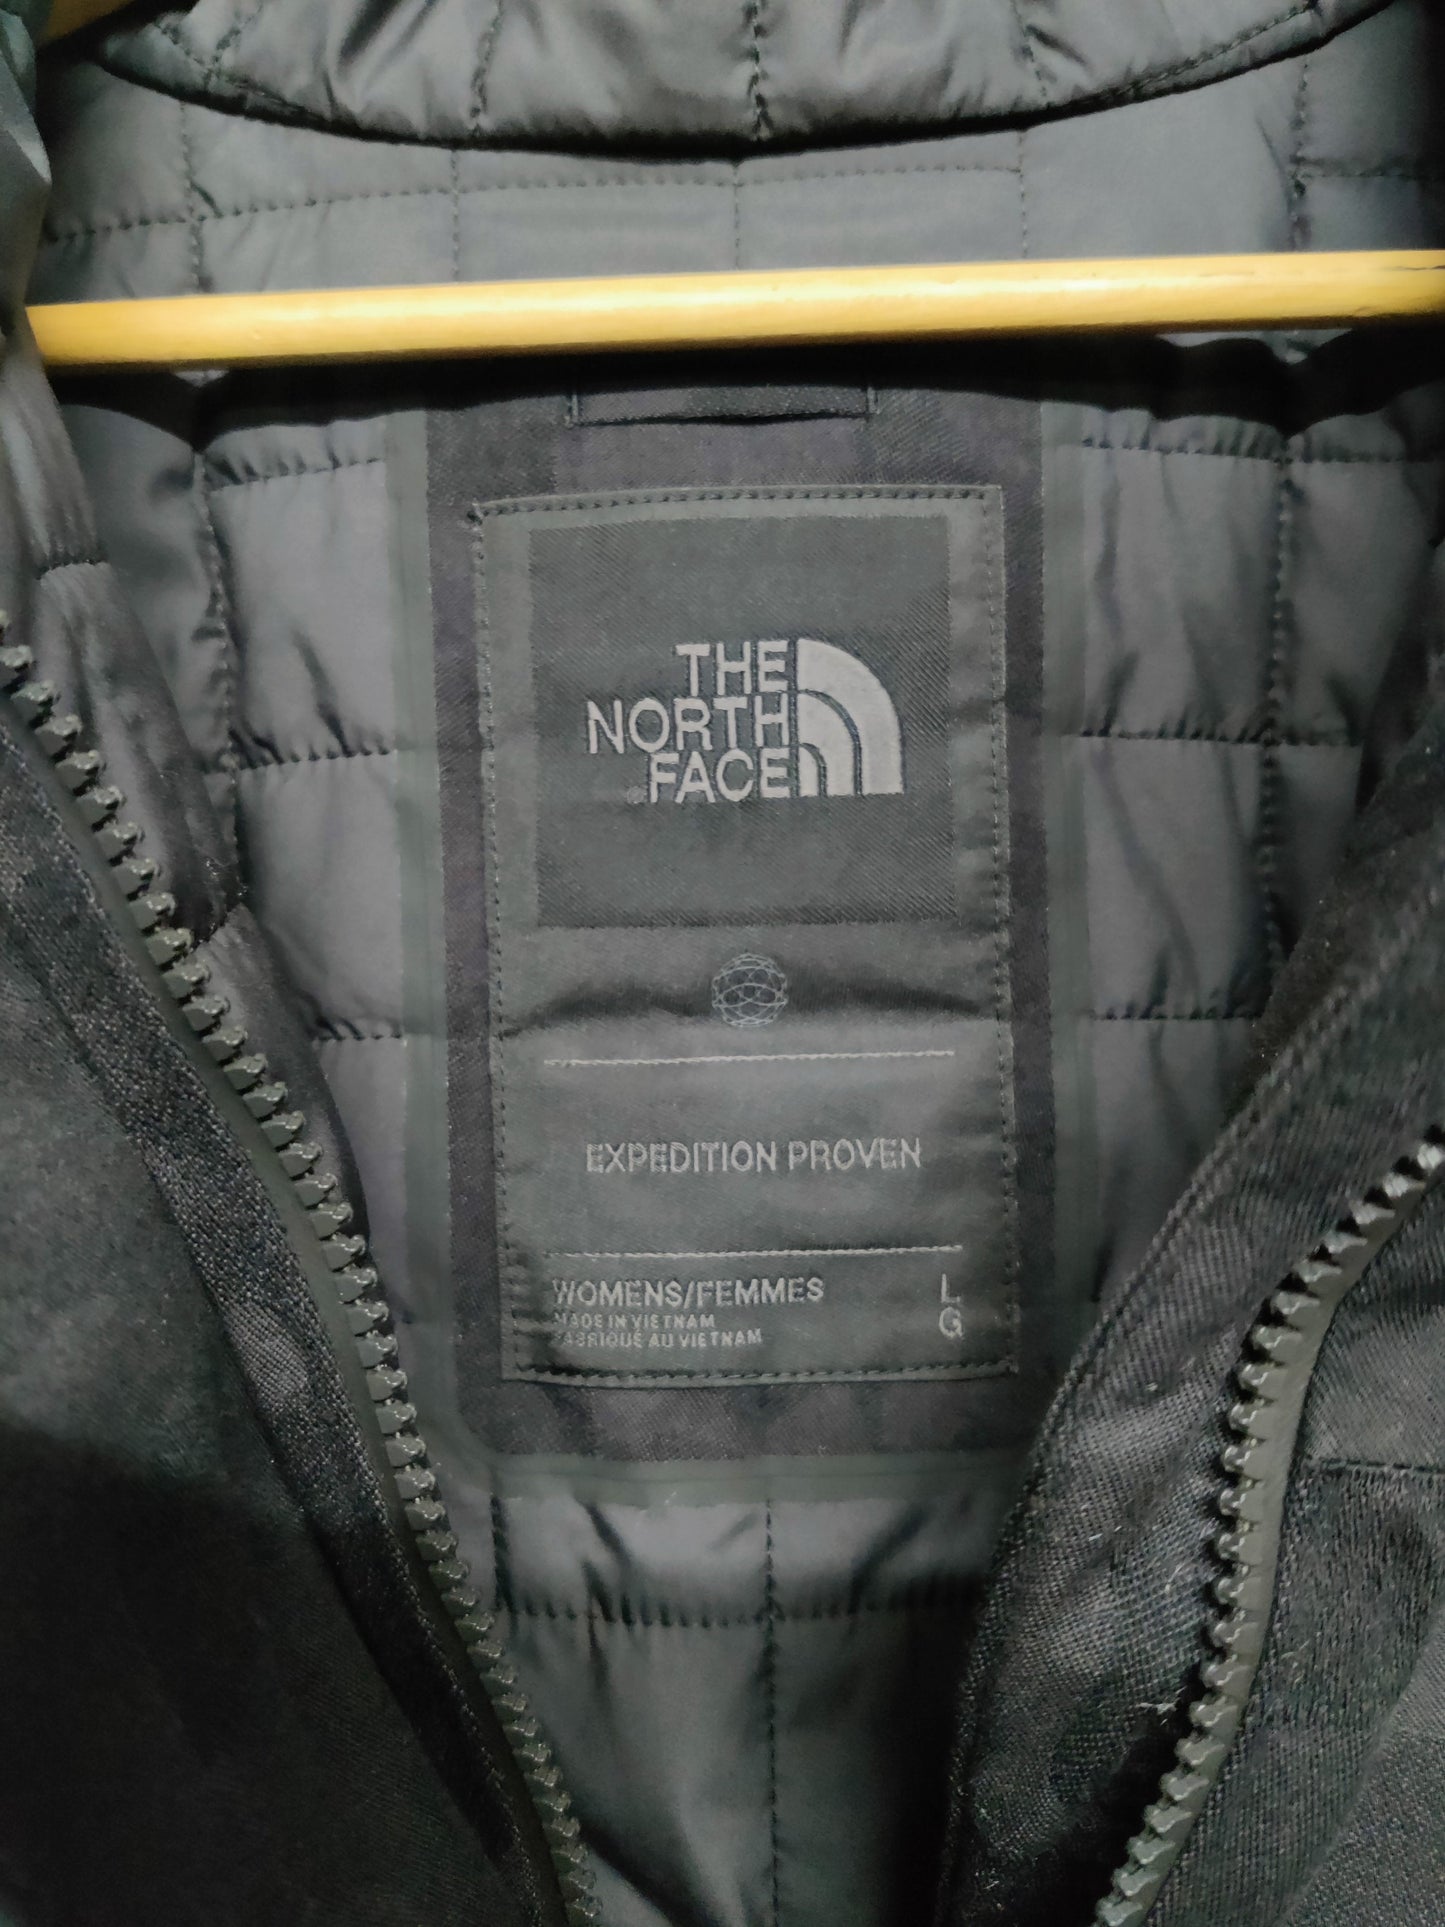 THE
NORTH
FACE
EXPEDITION PROVEN
WOMENS/FEMMES L
MADE IN VIETNAM G
FABRIQUÉ AU VIETNAM